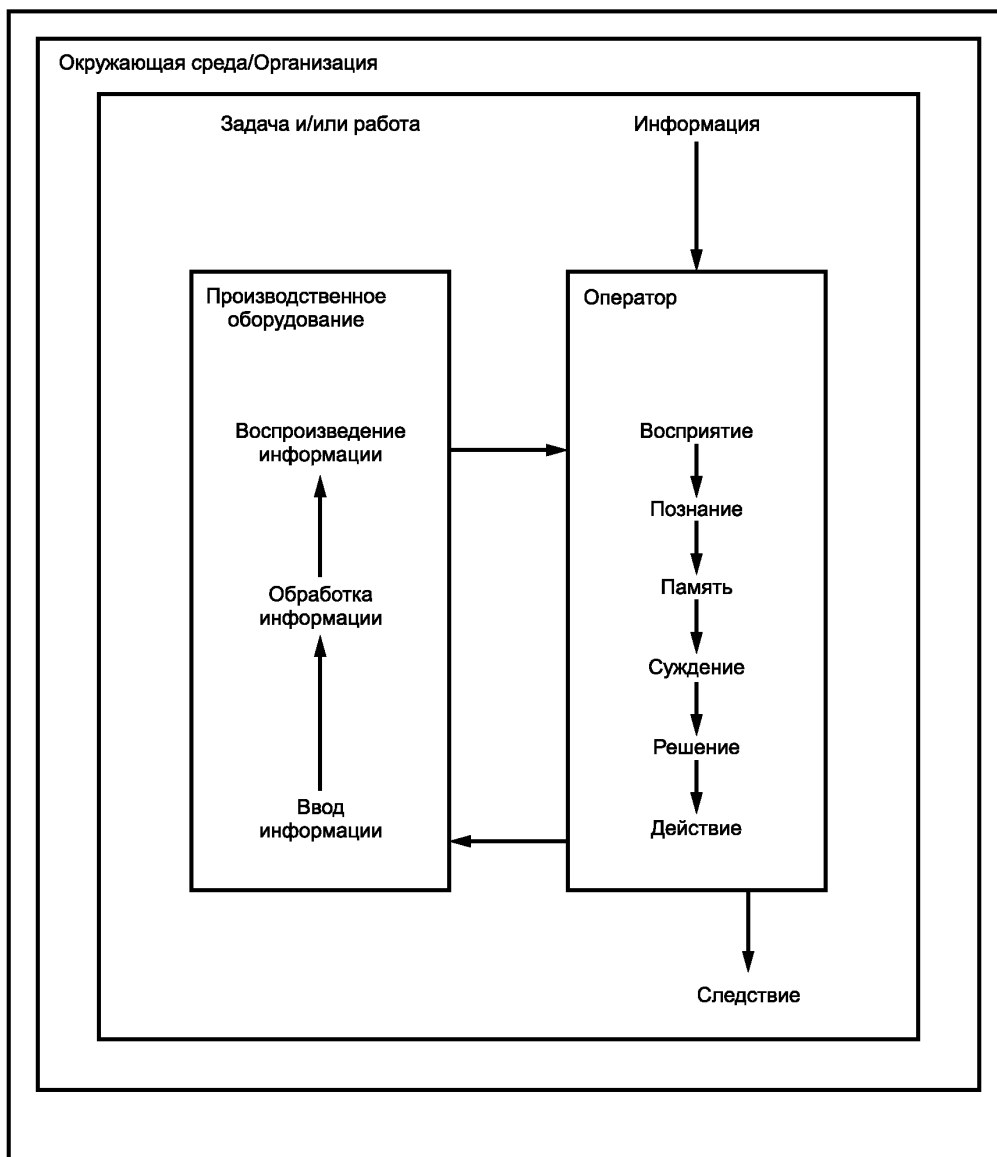 Окружающая среда/Организация
Задача и/или работа
Информация
Производственное
оборудование
Воспроизведение
информации
Обработка
информации
Ввод
информации
Оператор
Восприятие
Познание
Память
Суждение
Решение
Действие
Следствие